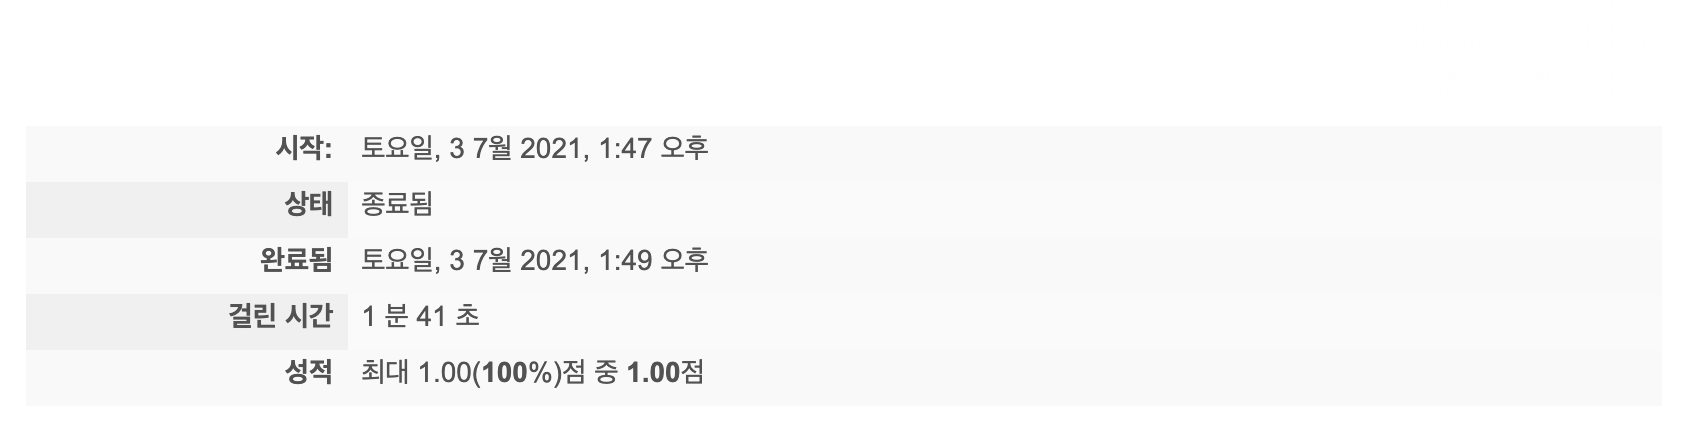 시작: 토요일, 3 7월 2021, 1:47 오후
상태 종료됨
완료됨 토요일, 3 7월 2021, 1:49 오후
걸린 시간 1 분 41 초
성적 최대 1.00(100%)점 중 1.00점